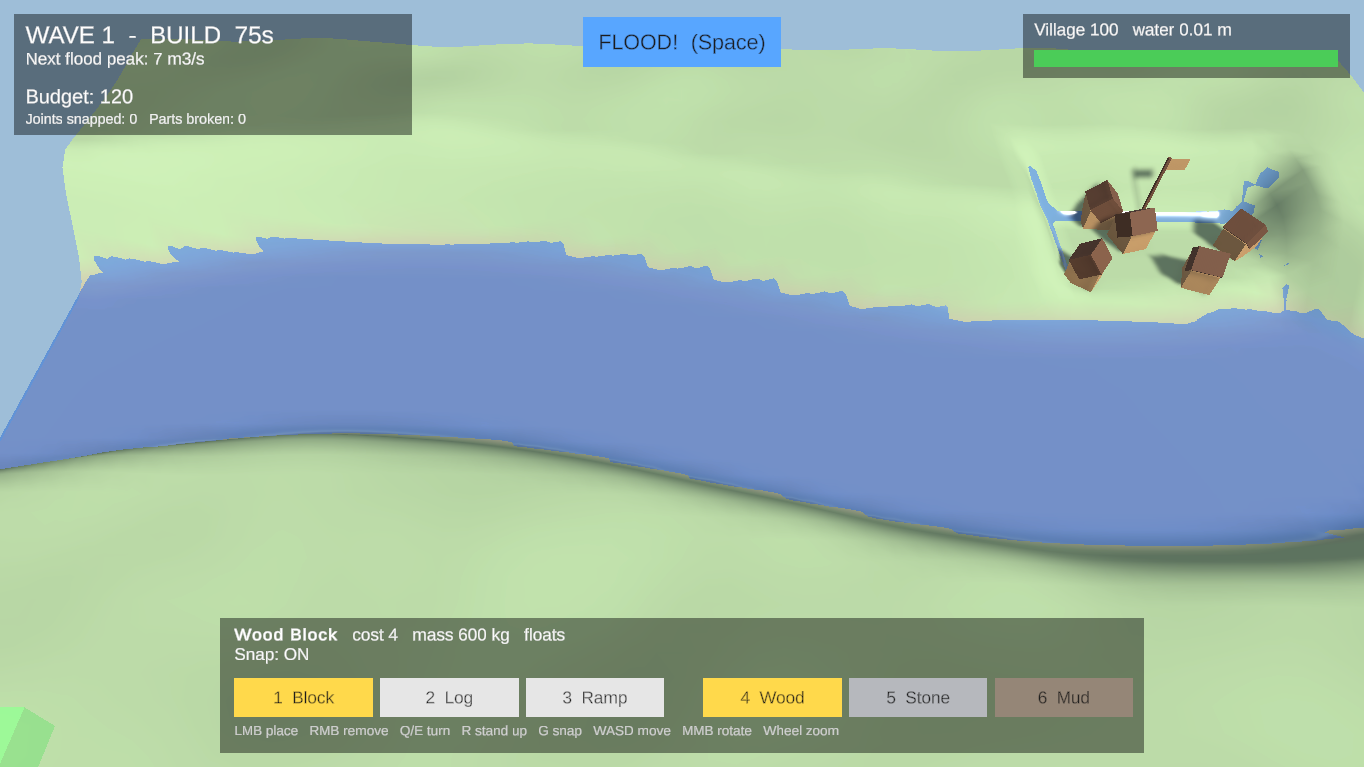 WAVE 1 - BUILD 75s
Next flood peak: 7 m3/s
Budget: 120
Joints snapped: 0 Parts broken: 0
FLOOD! (Space)
Village 100 water 0.01 m
Wood Block cost 4 mass 600 kg floats
Snap: ON
1 Block 2 Log 3 Ramp 4 Wood 5 Stone 6 Mud
LMB place RMB remove Q/E turn R stand up G snap WASD move MMB rotate Wheel zoom